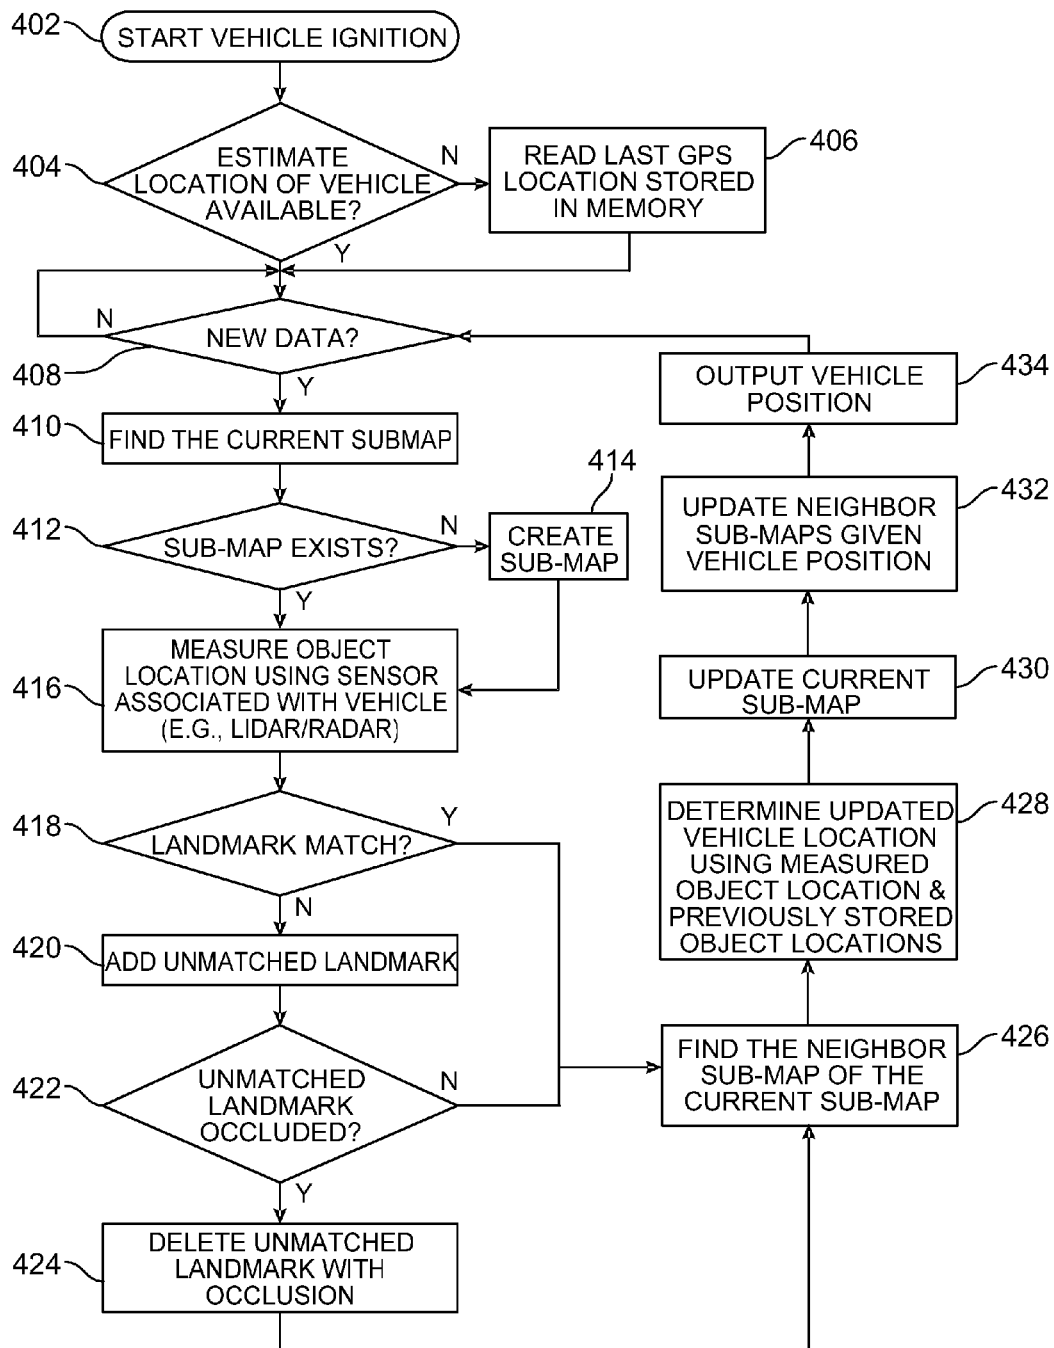 402
START VEHICLE IGNITION
404
ESTIMATE
LOCATION OF VEHICLE
AVAILABLE?
N
Y
READ LAST GPS
LOCATION STORED
IN MEMORY
406
N
NEW DATA?
408
Y
410
FIND THE CURRENT SUBMAP
412
SUB-MAP EXISTS?
N
Y
414
CREATE
SUB-MAP
416
MEASURE OBJECT
LOCATION USING SENSOR
ASSOCIATED WITH VEHICLE
(E.G., LIDAR/RADAR)
418
LANDMARK MATCH?
Y
N
420
ADD UNMATCHED LANDMARK
422
UNMATCHED
LANDMARK
OCCLUDED?
N
Y
424
DELETE UNMATCHED
LANDMARK WITH
OCCLUSION
OUTPUT VEHICLE
POSITION
434
UPDATE NEIGHBOR
SUB-MAPS GIVEN
VEHICLE POSITION
432
UPDATE CURRENT
SUB-MAP
430
DETERMINE UPDATED
VEHICLE LOCATION
USING MEASURED
OBJECT LOCATION &
PREVIOUSLY STORED
OBJECT LOCATIONS
428
FIND THE NEIGHBOR
SUB-MAP OF THE
CURRENT SUB-MAP
426